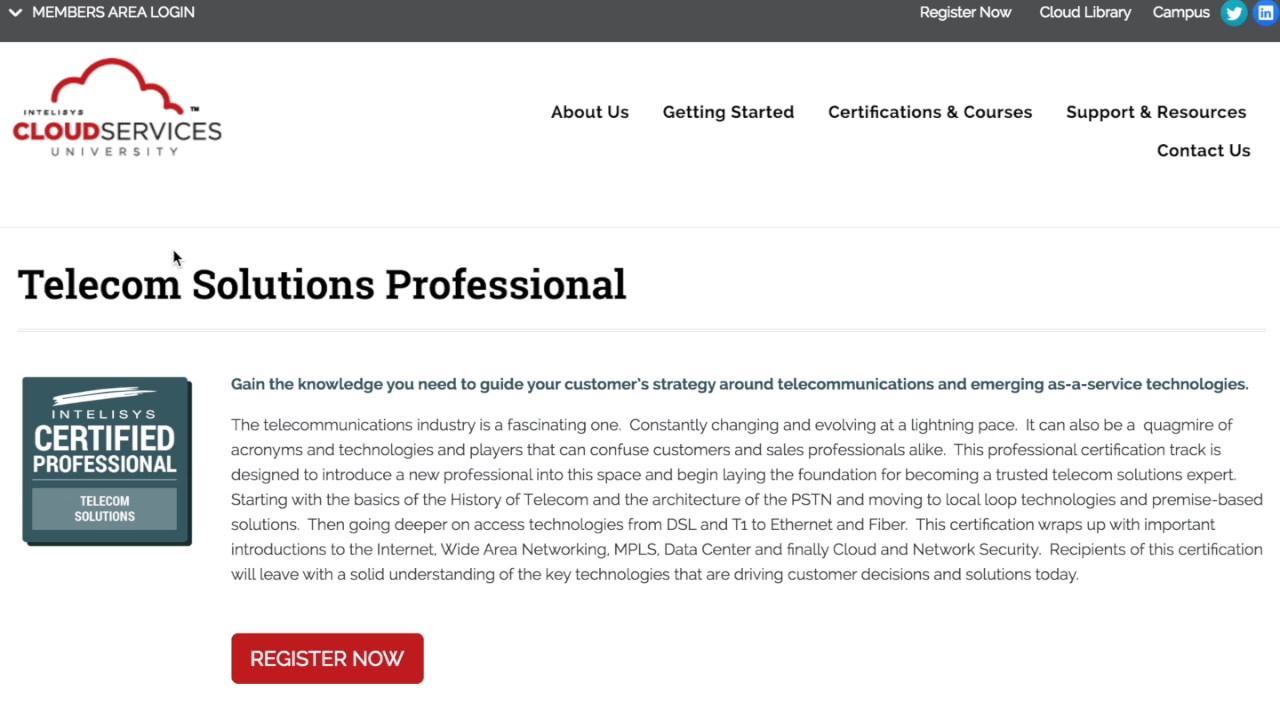 MEMBERS AREA LOGIN
Register Now Cloud Library Campus
INTELISYS
CLOUDSERVICES™
UNIVERSITY
About Us Getting Started Certifications & Courses Support & Resources
Contact Us
Telecom Solutions Professional
INTELISYS
CERTIFIED
PROFESSIONAL
TELECOM
SOLUTIONS
Gain the knowledge you need to guide your customer's strategy around telecommunications and emerging as-a-service technologies.
The telecommunications industry is a fascinating one. Constantly changing and evolving at a lightning pace. It can also be a quagmire of
acronyms and technologies and players that can confuse customers and sales professionals alike. This professional certification track is
designed to introduce a new professional into this space and begin laying the foundation for becoming a trusted telecom solutions expert.
Starting with the basics of the History of Telecom and the architecture of the PSTN and moving to local loop technologies and premise-based
solutions. Then going deeper on access technologies from DSL and T1 to Ethernet and Fiber. This certification wraps up with important
introductions to the Internet, Wide Area Networking, MPLS, Data Center and finally Cloud and Network Security. Recipients of this certification
will leave with a solid understanding of the key technologies that are driving customer decisions and solutions today.
REGISTER NOW